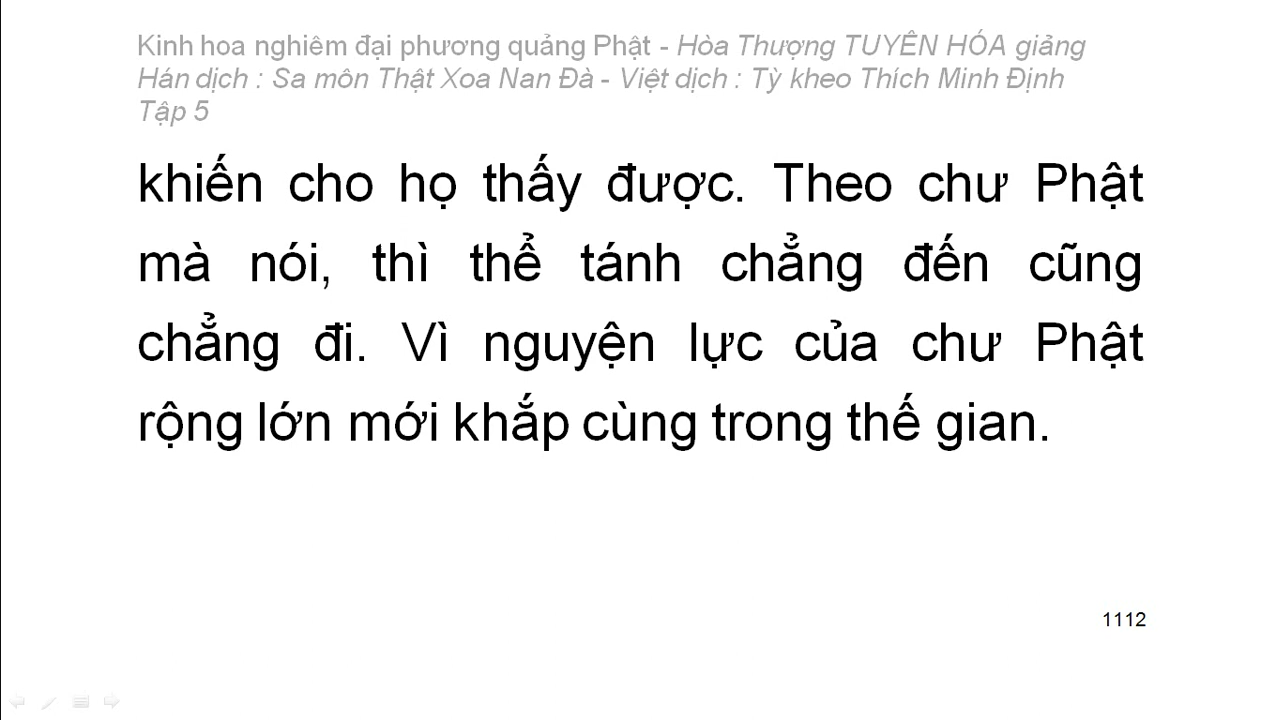 Kinh hoa nghiêm đại phương quảng Phật - Hòa Thượng TUYÊN HÓA giảng
Hán dịch : Sa môn Thật Xoa Nan Đà - Việt dịch : Tỳ kheo Thích Minh Định
Tập 5
khiến cho họ thấy được. Theo chư Phật
mà nói, thì thể tánh chẳng đến cũng
chẳng đi. Vì nguyện lực của chư Phật
rộng lớn mới khắp cùng trong thế gian.
1112